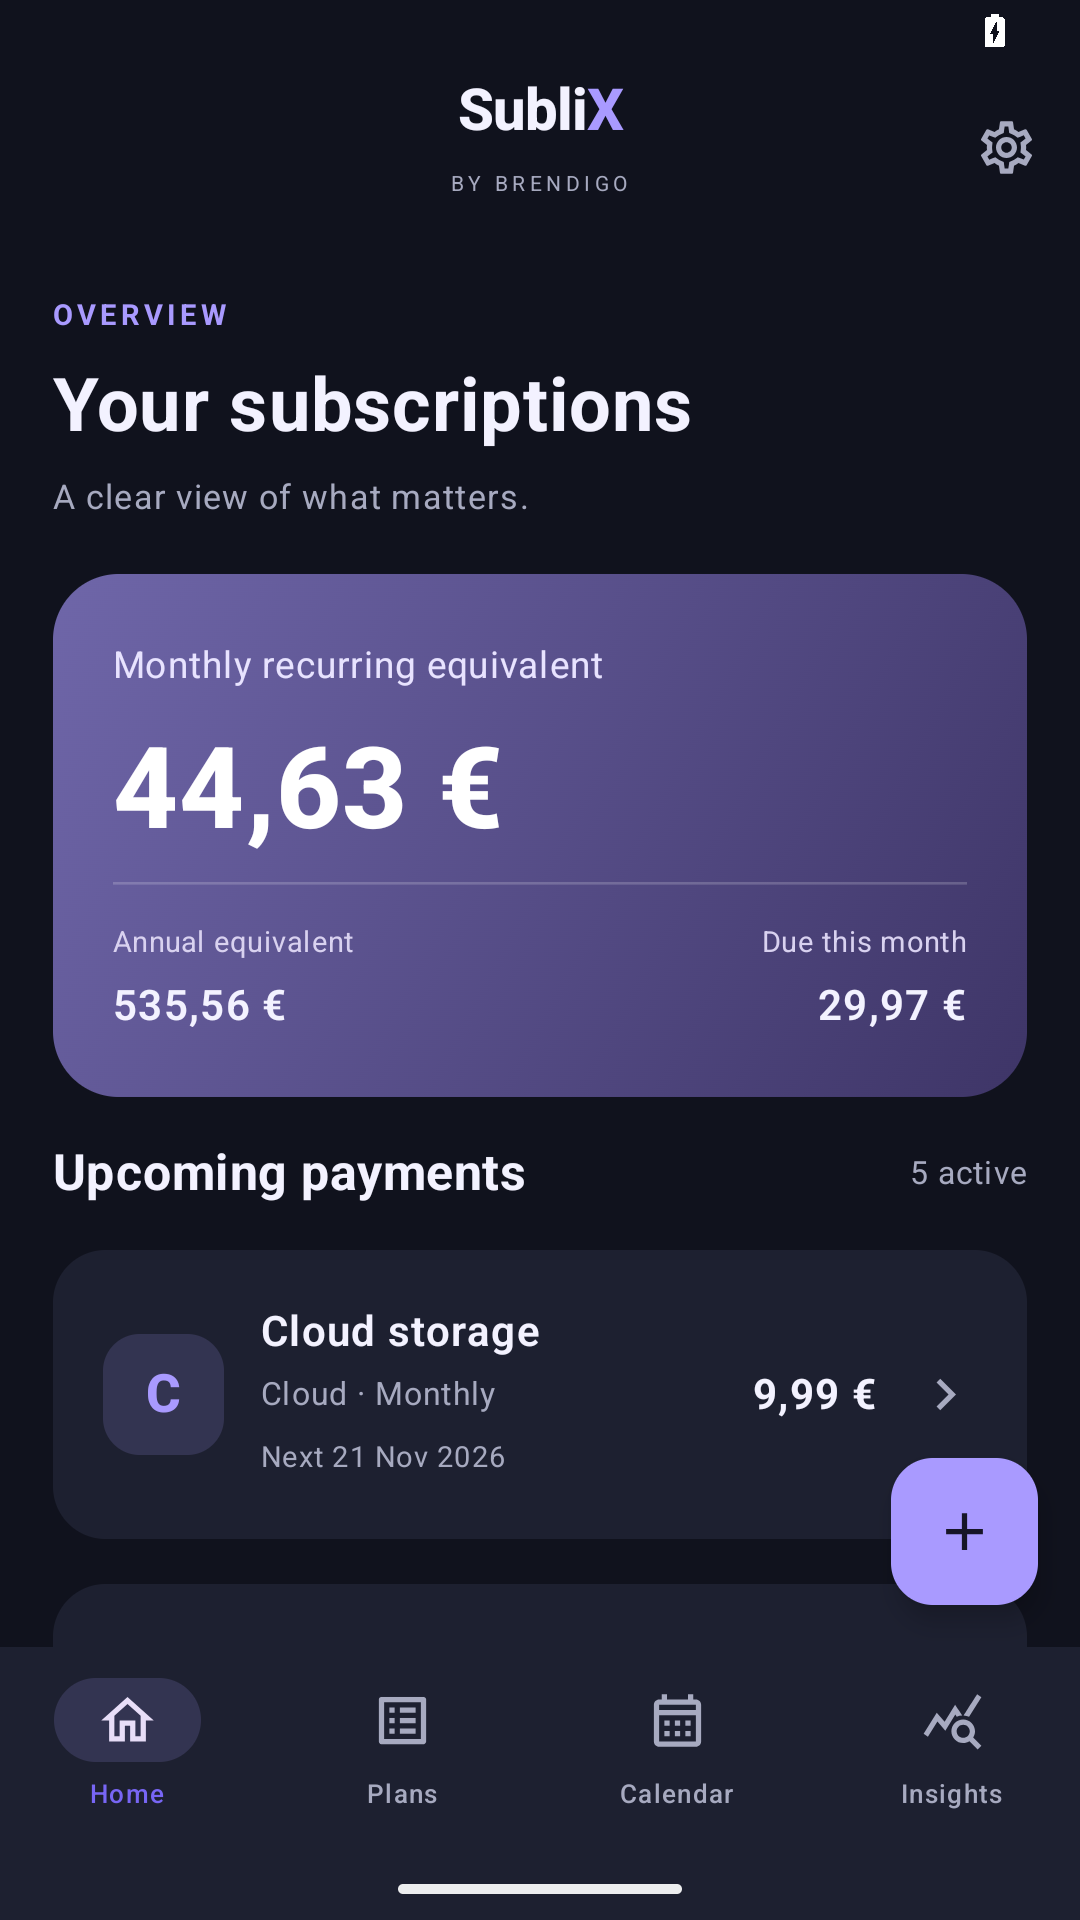 SubliX
BY BRENDIGO
OVERVIEW
Your subscriptions
A clear view of what matters.
Monthly recurring equivalent
44,63 €
Annual equivalent
Due this month
535,56 €
29,97 €
Upcoming payments
5 active
C
Cloud storage
Cloud · Monthly
Next 21 Nov 2026
9,99 €
Home
Plans
Calendar
Insights